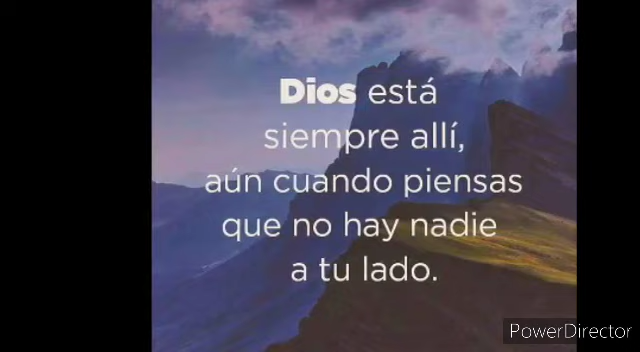 Dios está
siempre allí,
aún cuando piensas
que no hay nadie
a tu lado.
PowerDirector